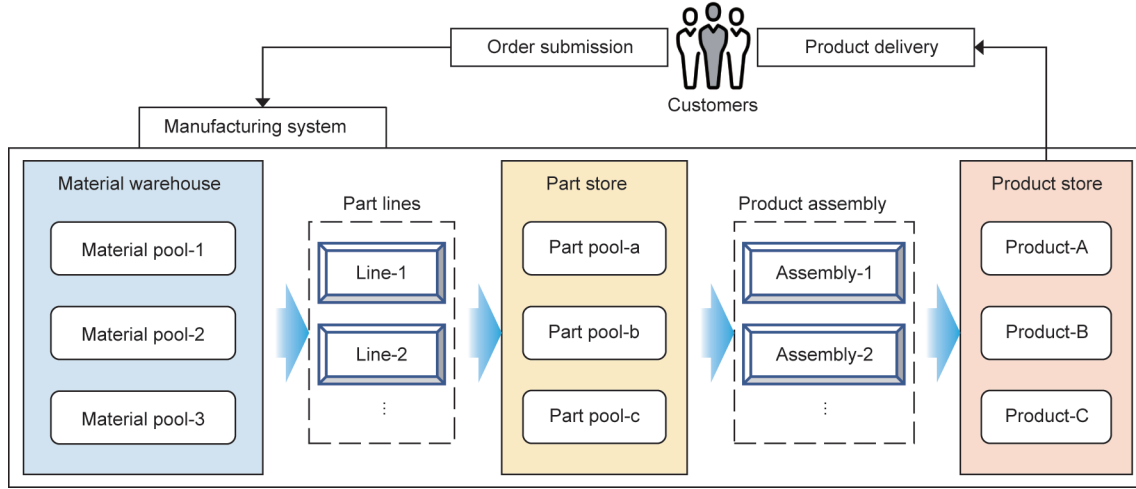 Order submission
Product delivery
Customers
Manufacturing system
Material warehouse
Material pool-1
Material pool-2
Material pool-3
Part lines
Line-1
Line-2
⋮
Part store
Part pool-a
Part pool-b
Part pool-c
Product assembly
Assembly-1
Assembly-2
⋮
Product store
Product-A
Product-B
Product-C